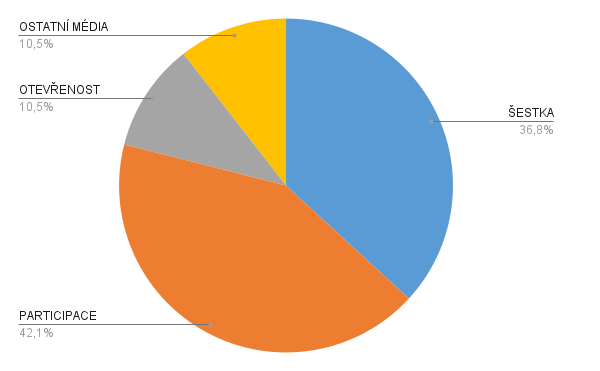 OSTATNÍ MÉDIA
10,5%
OTEVŘENOST
10,5%
ŠESTKA
36,8%
PARTICIPACE
42,1%